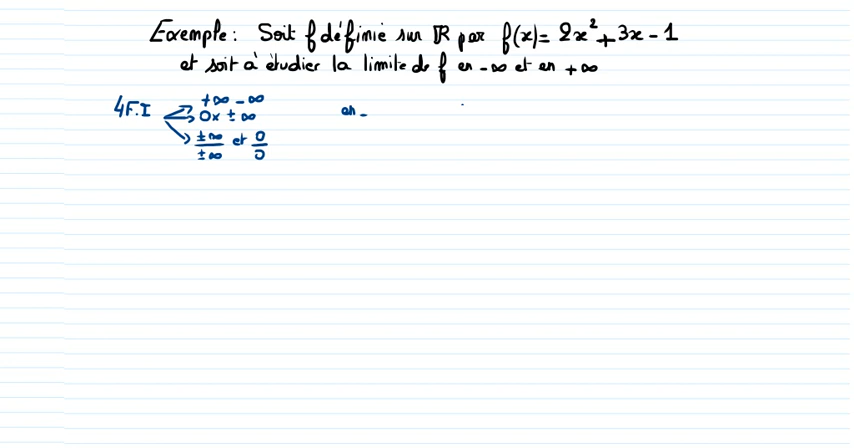 Exemple : Soit f définie sur ℝ par f(x) = 2x² + 3x - 1
et soit à étudier la limite de f en -∞ et en +∞
4F.I
+∞ - ∞
0 x ± ∞
±∞/±∞ et 0/0
en -